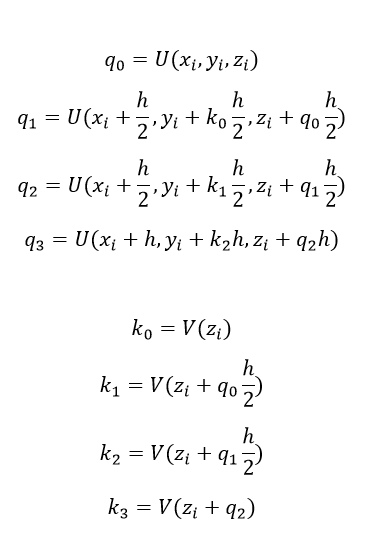 q₀ = U(xᵢ, yᵢ, zᵢ)
q₁ = U(xᵢ + h/2, yᵢ + k₀ h/2, zᵢ + q₀ h/2)
q₂ = U(xᵢ + h/2, yᵢ + k₁ h/2, zᵢ + q₁ h/2)
q₃ = U(xᵢ + h, yᵢ + k₂h, zᵢ + q₂h)
k₀ = V(zᵢ)
k₁ = V(zᵢ + q₀ h/2)
k₂ = V(zᵢ + q₁ h/2)
k₃ = V(zᵢ + q₂)